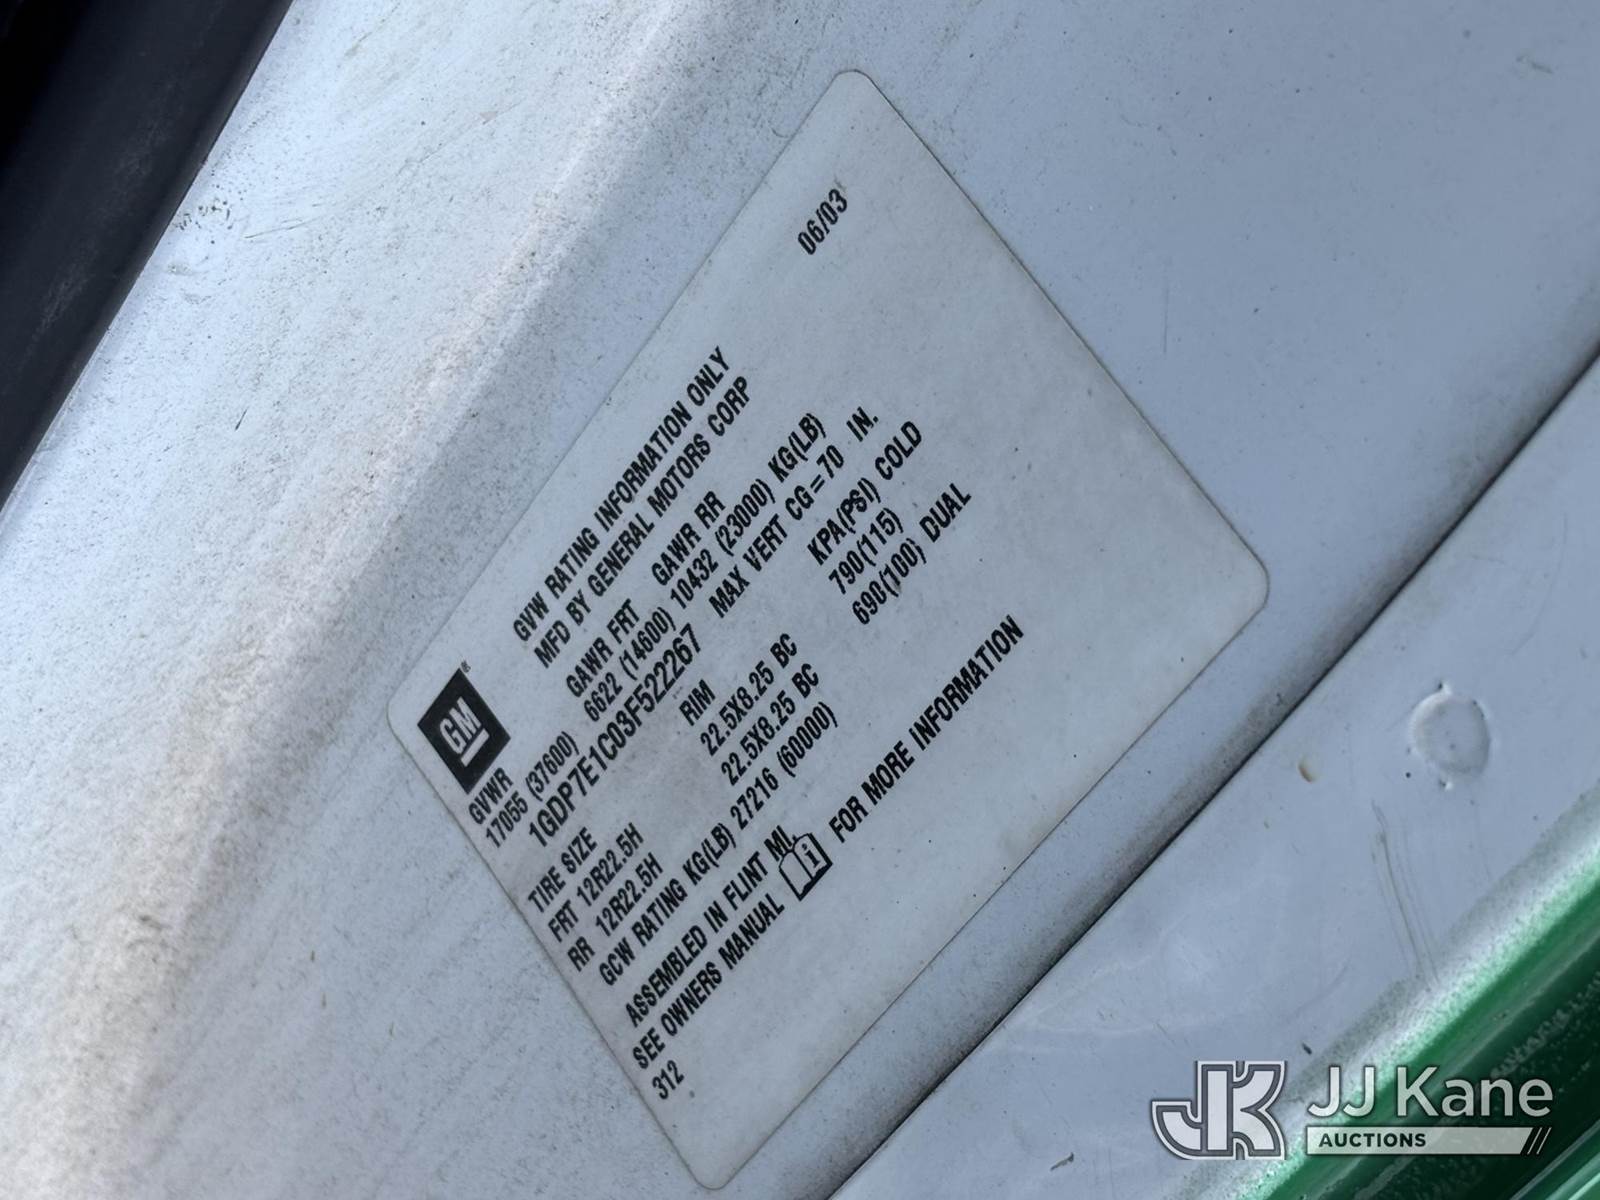 GM
06/03
GVW RATING INFORMATION ONLY
MFD BY GENERAL MOTORS CORP
GVWR GAWR FRT GAWR RR
17055 (37600) 6622 (14600) 10432 (23000) KG(LB)
1GDP7E1C03F522267 MAX VERT CG=70 IN.
TIRE SIZE RIM KPA(PSI) COLD
FRT 12R22.5H 22.5X8.25 BC 790(115)
RR 12R22.5H 22.5X8.25 BC 690(100) DUAL
GCW RATING KG(LB) 27216 (60000)
ASSEMBLED IN FLINT MI.
SEE OWNERS MANUAL i FOR MORE INFORMATION
312
JK JJ Kane
AUCTIONS